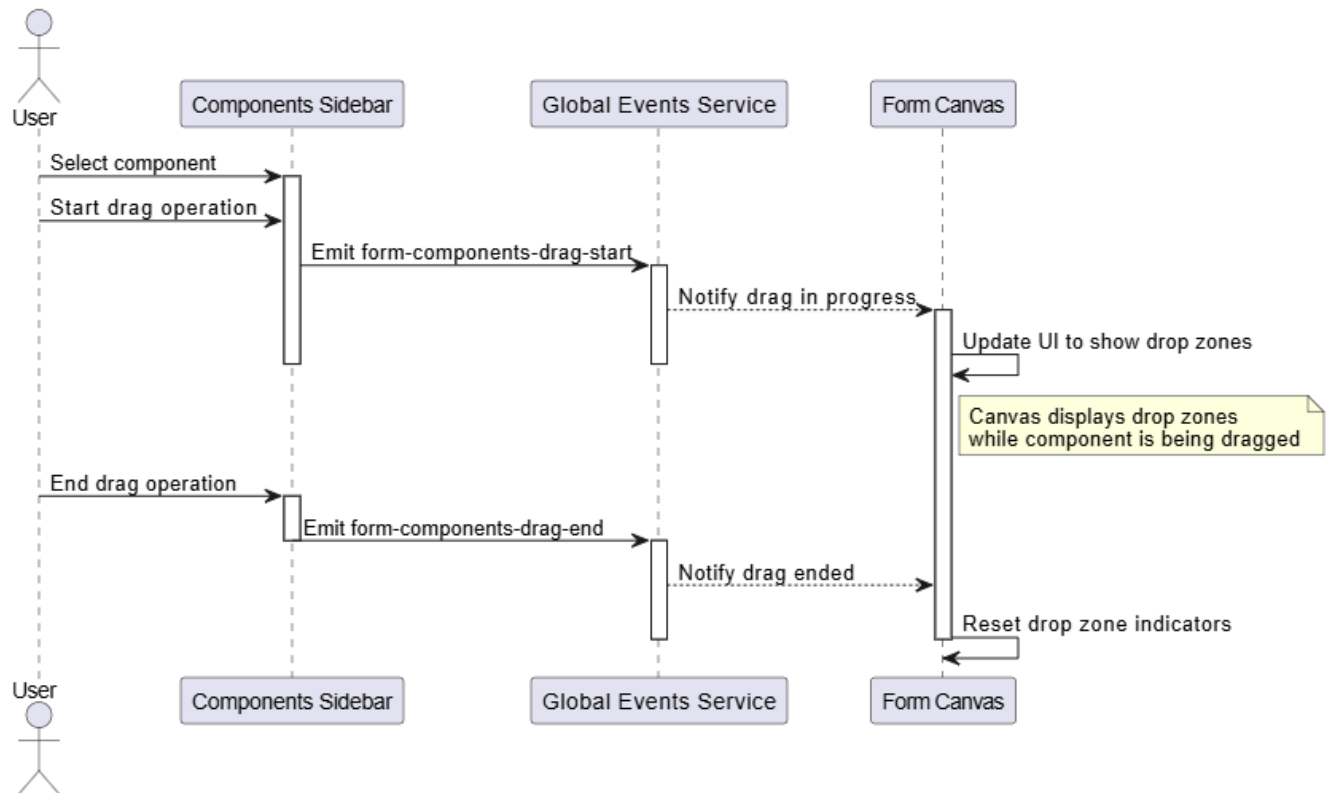 User
Components Sidebar
Global Events Service
Form Canvas
Select component
Start drag operation
Emit form-components-drag-start
Notify drag in progress
Update UI to show drop zones
Canvas displays drop zones
while component is being dragged
End drag operation
Emit form-components-drag-end
Notify drag ended
Reset drop zone indicators
User
Components Sidebar
Global Events Service
Form Canvas